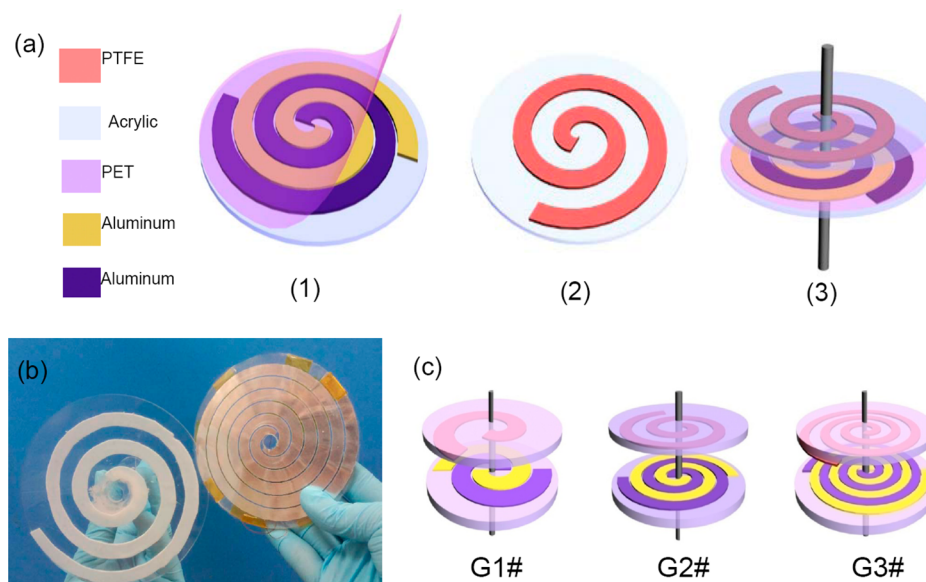 (a)
PTFE
Acrylic
PET
Aluminum
Aluminum
(1)
(2)
(3)
(b)
(c)
G1#
G2#
G3#